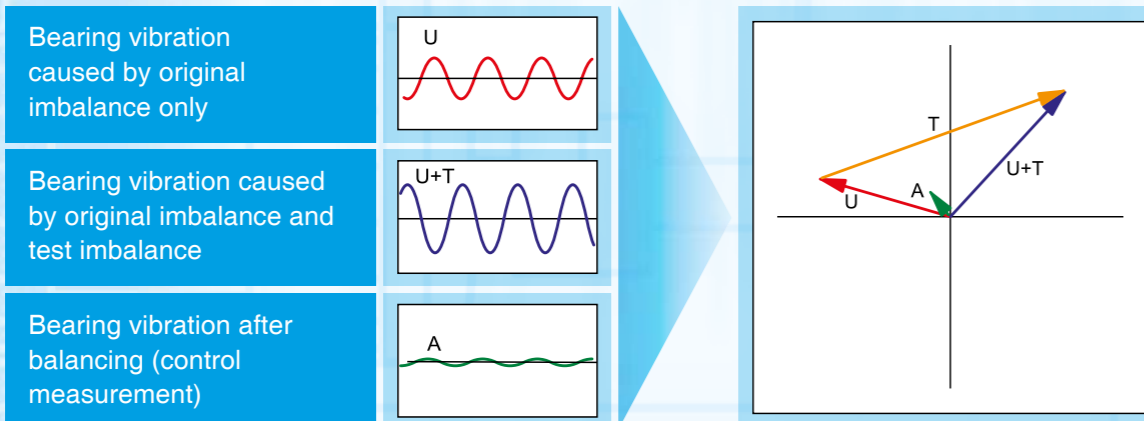 Bearing vibration
caused by original
imbalance only
U
Bearing vibration caused
by original imbalance and
test imbalance
U+T
Bearing vibration after
balancing (control
measurement)
A
T
U+T
A
U